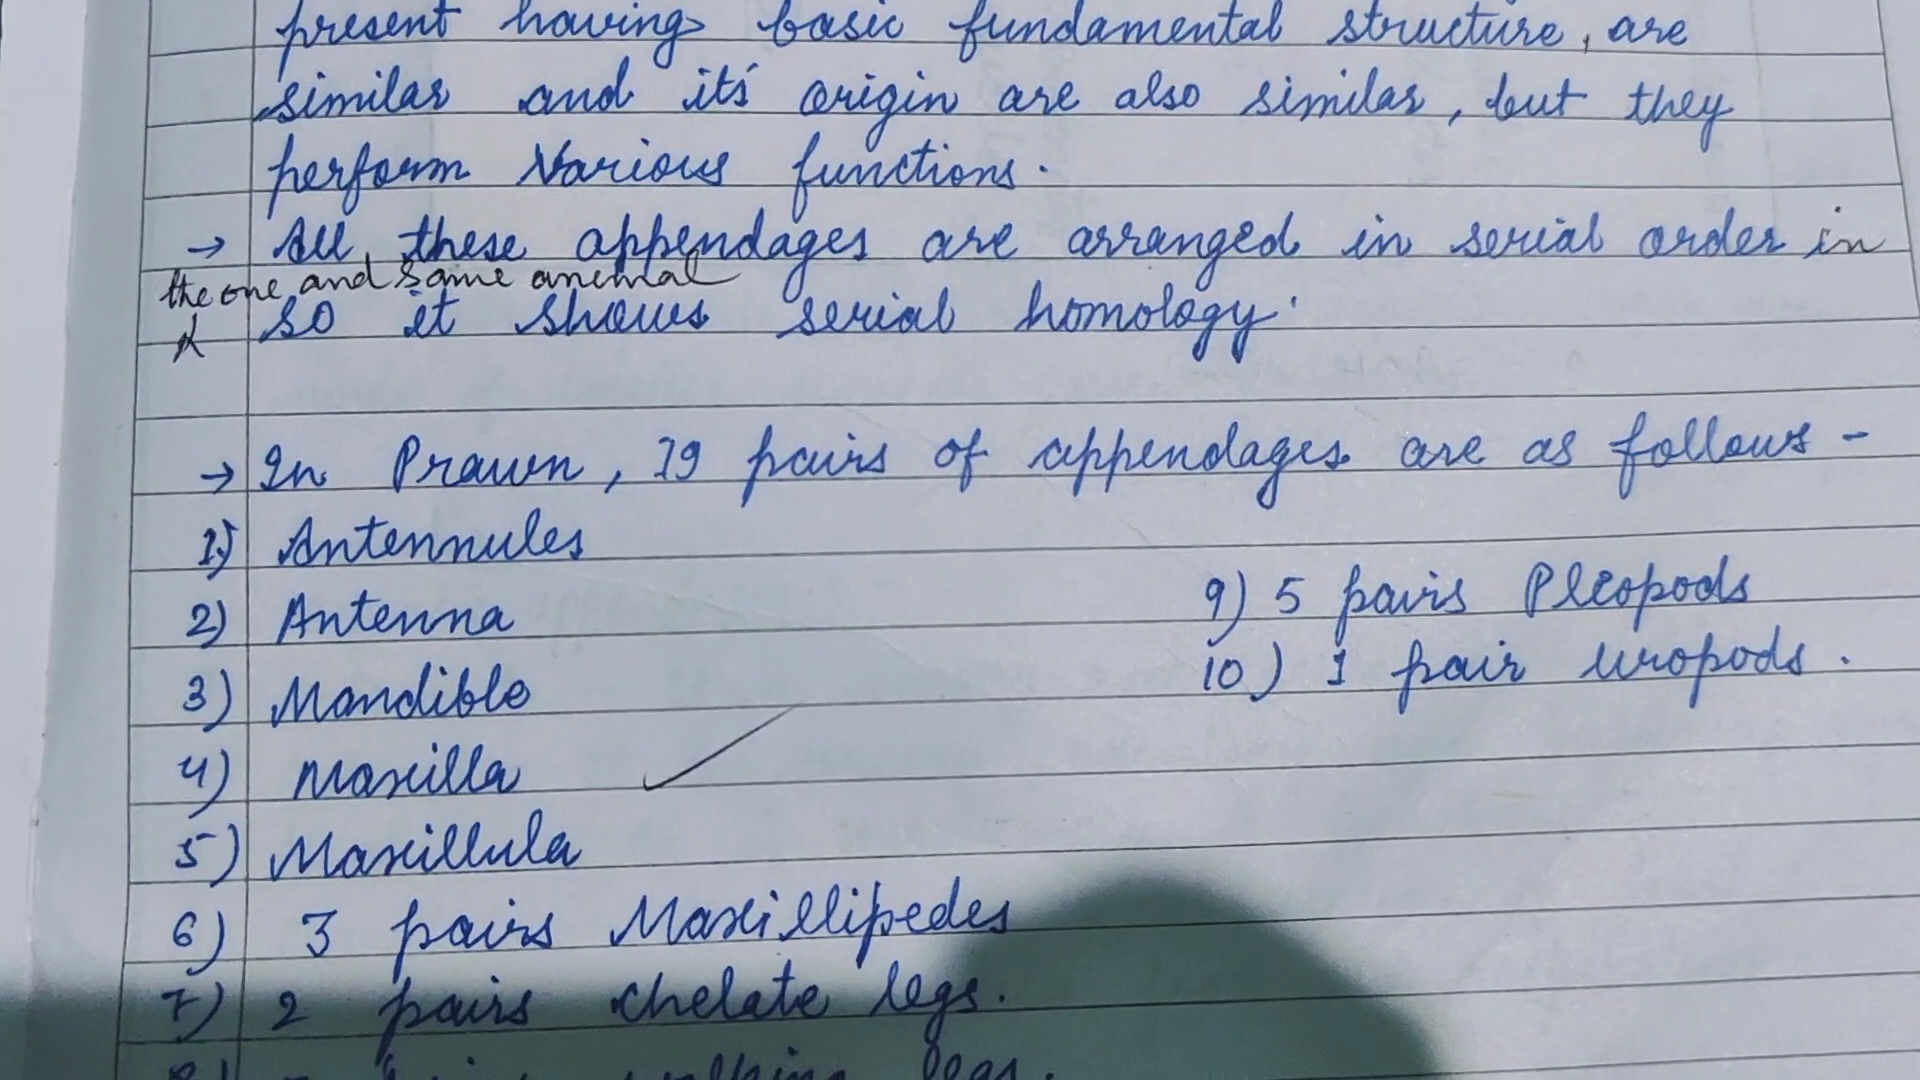 present having basic fundamental structure, are
similar and it's origin are also similar, but they
perform Various functions.
→ All these appendages are arranged in serial order in
the one and same animal
so it shows serial homology.
→ In Prawn, 19 pairs of appendages are as follows -
1) Antennules
2) Antenna
3) Mandible
4) Maxilla
5) Maxillula
6) 3 pairs Maxillipedes
7) 2 pairs chelate legs.
8) walking legs.
9) 5 pairs Pleopods
10) 1 pair uropods.